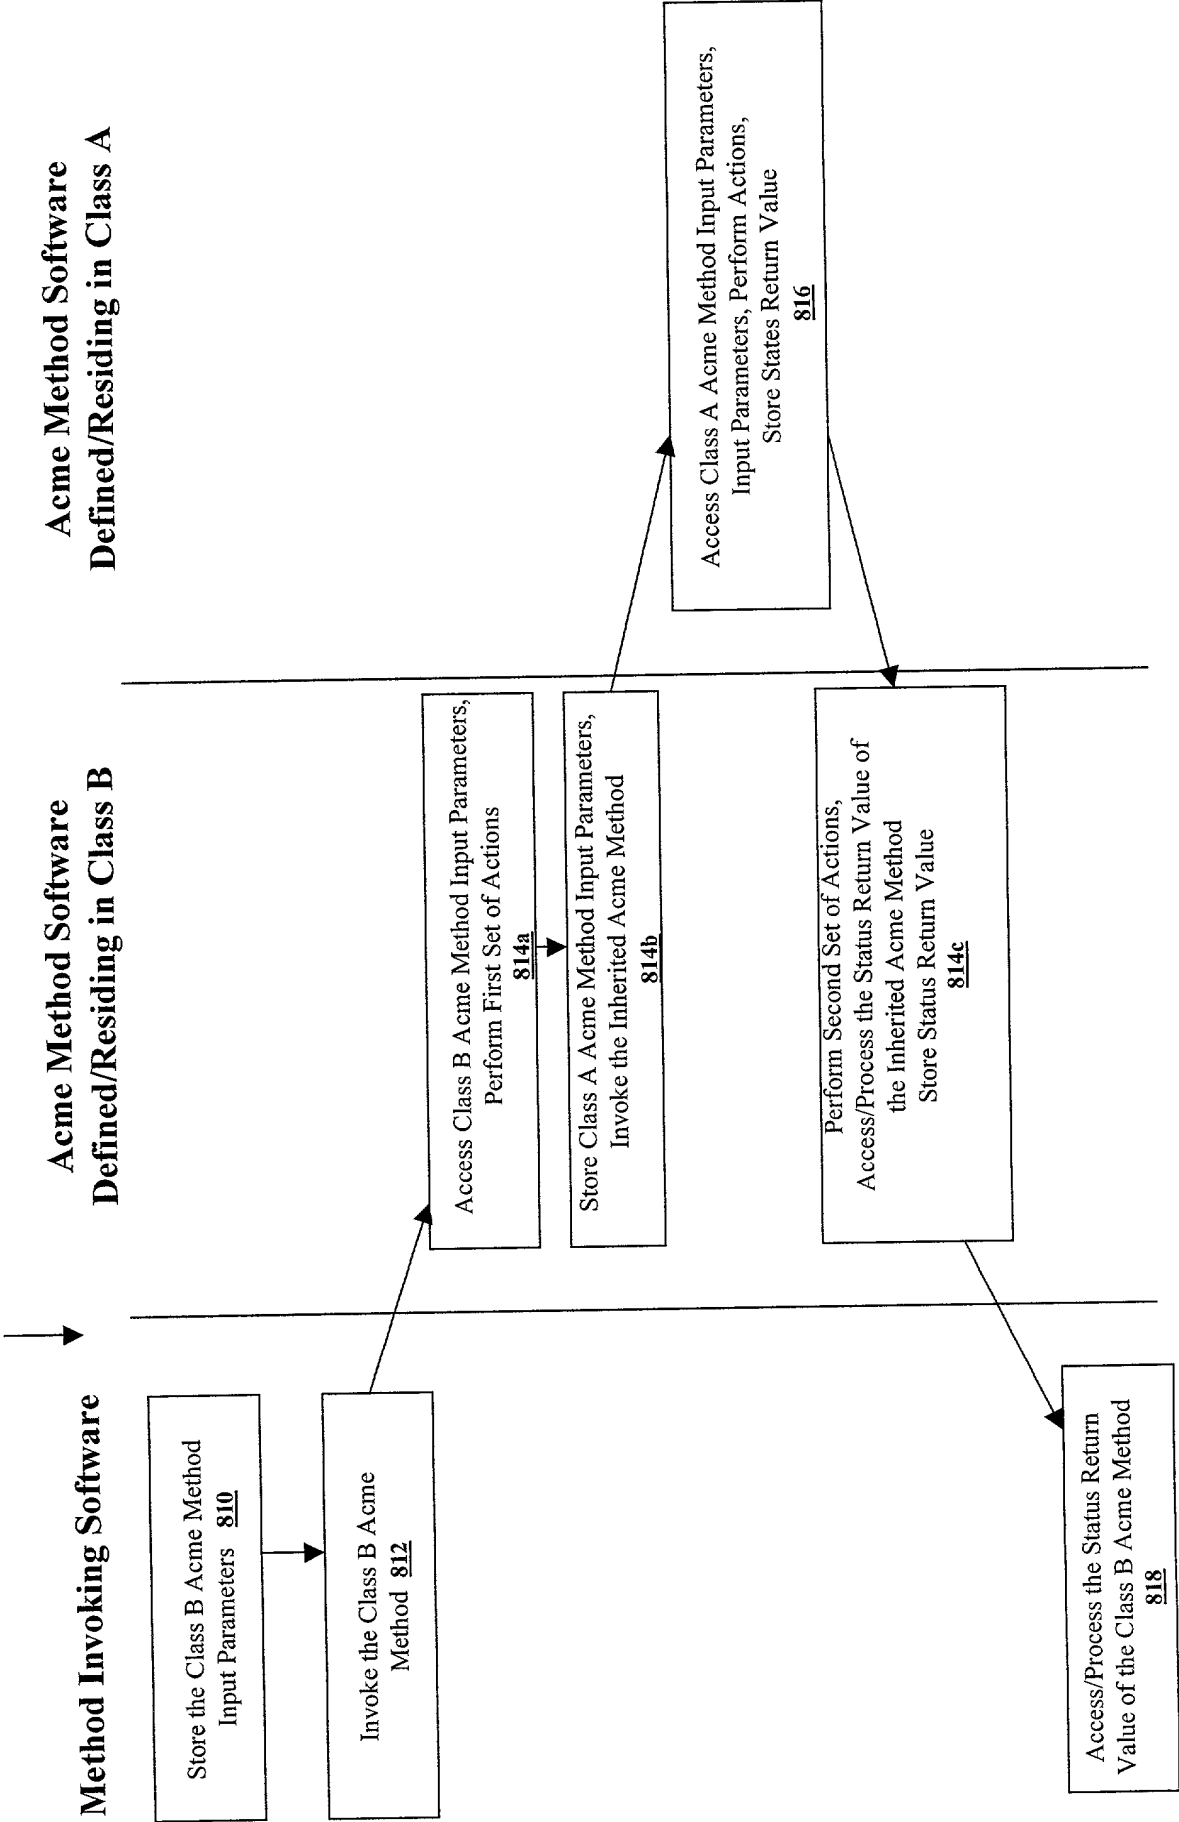 Method Invoking Software
Acme Method Software
Defined/Residing in Class B
Acme Method Software
Defined/Residing in Class A
Store the Class B Acme Method
Input Parameters 810
Invoke the Class B Acme
Method 812
Access Class B Acme Method Input Parameters,
Perform First Set of Actions
814a
Store Class A Acme Method Input Parameters,
Invoke the Inherited Acme Method
814b
Access Class A Acme Method Input Parameters,
Input Parameters, Perform Actions,
Store States Return Value
816
Perform Second Set of Actions,
Access/Process the Status Return Value of
the Inherited Acme Method
Store Status Return Value
814c
Access/Process the Status Return
Value of the Class B Acme Method
818